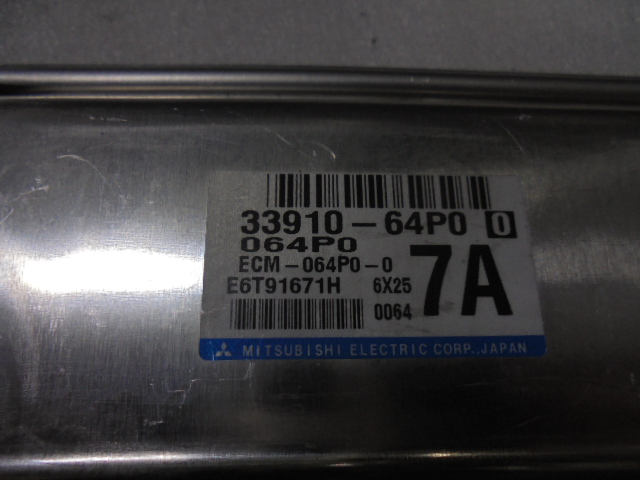 33910-64P0 0
064P0
ECM-064P0-0
E6T91671H 6X25 7A
0064
MITSUBISHI ELECTRIC CORP., JAPAN